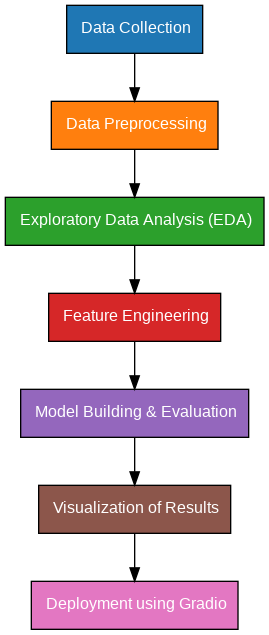 Data Collection
Data Preprocessing
Exploratory Data Analysis (EDA)
Feature Engineering
Model Building & Evaluation
Visualization of Results
Deployment using Gradio